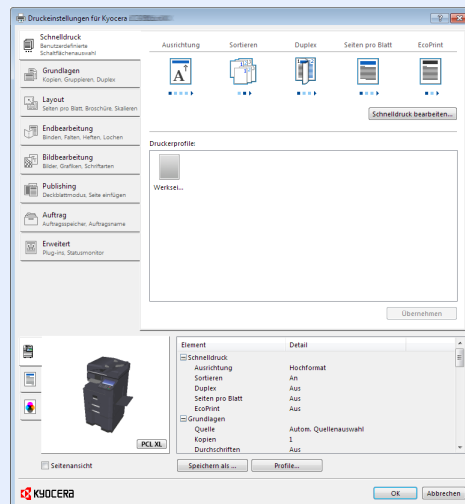 Druckeinstellungen für Kyocera
Schnelldruck
Benutzerdefinierte
Schaltflächenauswahl
Grundlagen
Kopien, Gruppieren, Duplex
Layout
Seiten pro Blatt, Broschüre, Skalieren
Endbearbeitung
Binden, Falten, Heften, Lochen
Bildbearbeitung
Bilder, Grafiken, Schriftarten
Publishing
Deckblattmodus, Seite einfügen
Auftrag
Auftragsspeicher, Auftragsname
Erweitert
Plug-ins, Statusmonitor
Ausrichtung Sortieren Duplex Seiten pro Blatt EcoPrint
Schnelldruck bearbeiten...
Druckerprofile:
Werksei...
Übernehmen
Element Detail
Schnelldruck
Ausrichtung Hochformat
Sortieren An
Duplex Aus
Seiten pro Blatt Aus
EcoPrint Aus
Grundlagen
Quelle Autom. Quellenauswahl
Kopien 1
Durchschriften Aus
PCL XL
Seitenansicht
Speichern als ... Profile...
KYOCERA
OK Abbrechen